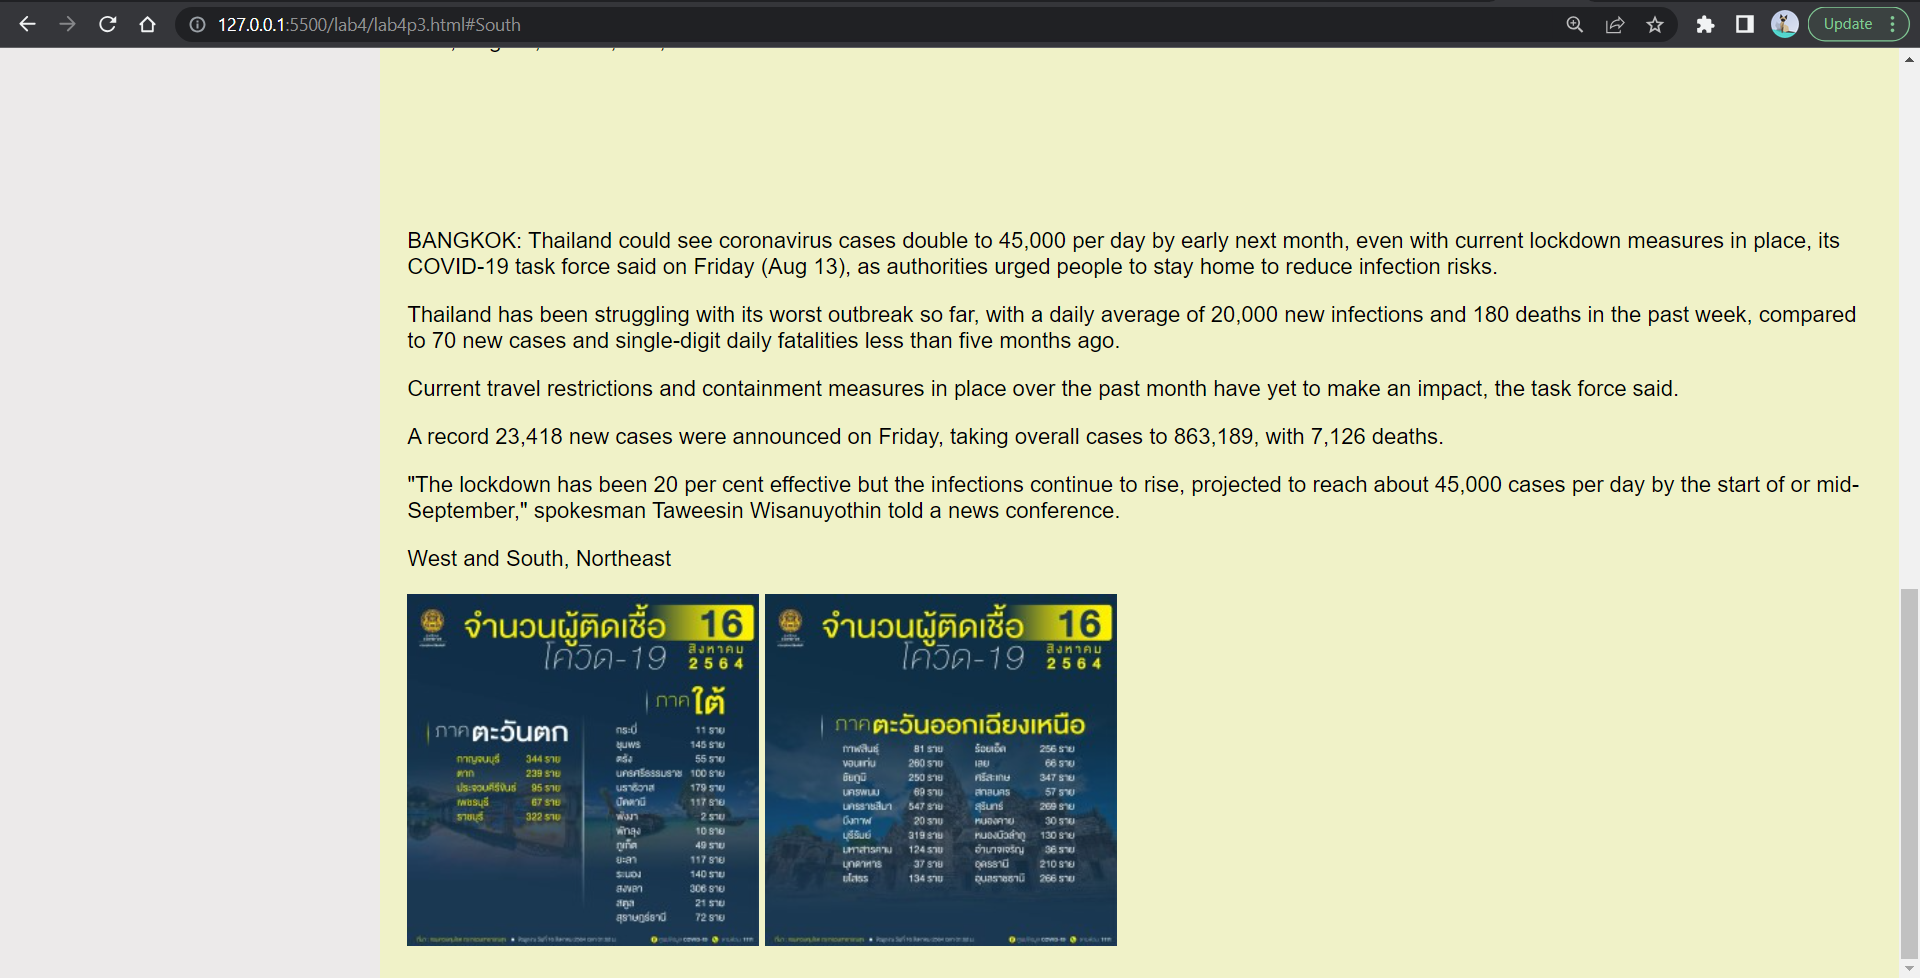 127.0.0.1:5500/lab4/lab4p3.html#South
Update
BANGKOK: Thailand could see coronavirus cases double to 45,000 per day by early next month, even with current lockdown measures in place, its
COVID-19 task force said on Friday (Aug 13), as authorities urged people to stay home to reduce infection risks.
Thailand has been struggling with its worst outbreak so far, with a daily average of 20,000 new infections and 180 deaths in the past week, compared
to 70 new cases and single-digit daily fatalities less than five months ago.
Current travel restrictions and containment measures in place over the past month have yet to make an impact, the task force said.
A record 23,418 new cases were announced on Friday, taking overall cases to 863,189, with 7,126 deaths.
"The lockdown has been 20 per cent effective but the infections continue to rise, projected to reach about 45,000 cases per day by the start of or mid-
September," spokesman Taweesin Wisanuyothin told a news conference.
West and South, Northeast
จำนวนผู้ติดเชื้อ 16
โควิด-19 สิงหาคม
2564
ภาคตะวันตก
กาญจนบุรี 344 ราย
ตาก 239 ราย
ประจวบคีรีขันธ์ 95 ราย
เพชรบุรี 67 ราย
ราชบุรี 322 ราย
ภาคใต้
กระบี่ 11 ราย
ชุมพร 145 ราย
ตรัง 55 ราย
นครศรีธรรมราช 100 ราย
นราธิวาส 179 ราย
ปัตตานี 117 ราย
พังงา 2 ราย
พัทลุง 10 ราย
ภูเก็ต 49 ราย
ยะลา 117 ราย
ระนอง 140 ราย
สงขลา 306 ราย
สตูล 21 ราย
สุราษฎร์ธานี 72 ราย
จำนวนผู้ติดเชื้อ 16
โควิด-19 สิงหาคม
2564
ภาคตะวันออกเฉียงเหนือ
กาฬสินธุ์ 81 ราย
ขอนแก่น 260 ราย
ชัยภูมิ 250 ราย
นครพนม 69 ราย
นครราชสีมา 547 ราย
บึงกาฬ 20 ราย
บุรีรัมย์ 319 ราย
มหาสารคาม 124 ราย
มุกดาหาร 37 ราย
ยโสธร 134 ราย
ร้อยเอ็ด 256 ราย
เลย 66 ราย
ศรีสะเกษ 347 ราย
สกลนคร 57 ราย
สุรินทร์ 269 ราย
หนองคาย 30 ราย
หนองบัวลำภู 130 ราย
อำนาจเจริญ 36 ราย
อุดรธานี 210 ราย
อุบลราชธานี 266 ราย